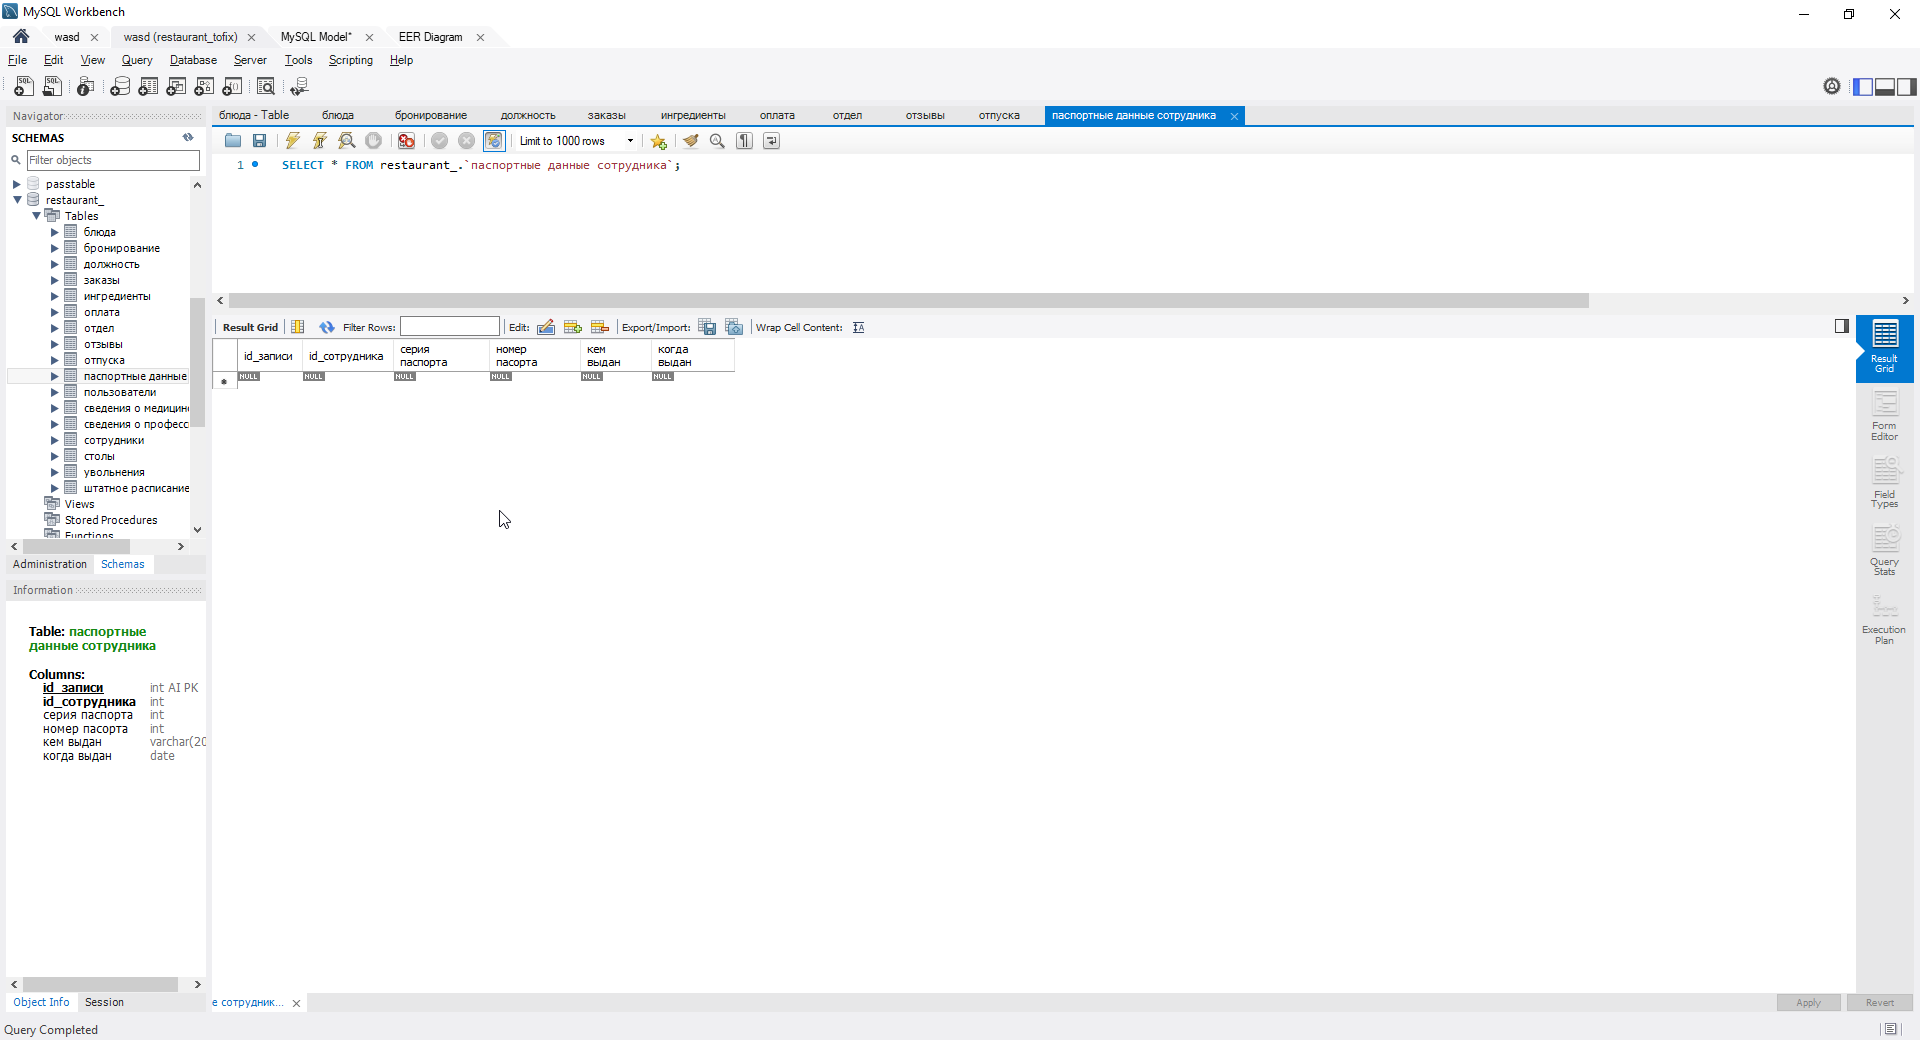 MySQL Workbench
wasd
wasd (restaurant_tofix)
MySQL Model*
EER Diagram
File Edit View Query Database Server Tools Scripting Help
Navigator
SCHEMAS
Filter objects
passtable
restaurant_
Tables
блюда
бронирование
должность
заказы
ингредиенты
оплата
отдел
отзывы
отпуска
паспортные данные
пользователи
сведения о медицин
сведения о професс
сотрудники
столы
увольнения
штатное расписание
Views
Stored Procedures
Functions
Administration Schemas
Information
Table: паспортные
данные сотрудника
Columns:
id_записи int AI PK
id_сотрудника int
серия паспорта int
номер пасорта int
кем выдан varchar(20
когда выдан date
Object Info Session
Query Completed
блюда - Table блюда бронирование должность заказы ингредиенты оплата отдел отзывы отпуска паспортные данные сотрудника
Limit to 1000 rows
1 SELECT * FROM restaurant_.`паспортные данные сотрудника`;
Result Grid Filter Rows: Edit: Export/Import: Wrap Cell Content:
id_записи id_сотрудника серия паспорта номер пасорта кем выдан когда выдан
NULL NULL NULL NULL NULL NULL
Result
Grid
Form
Editor
Field
Types
Query
Stats
Execution
Plan
е сотрудник...
Apply Revert